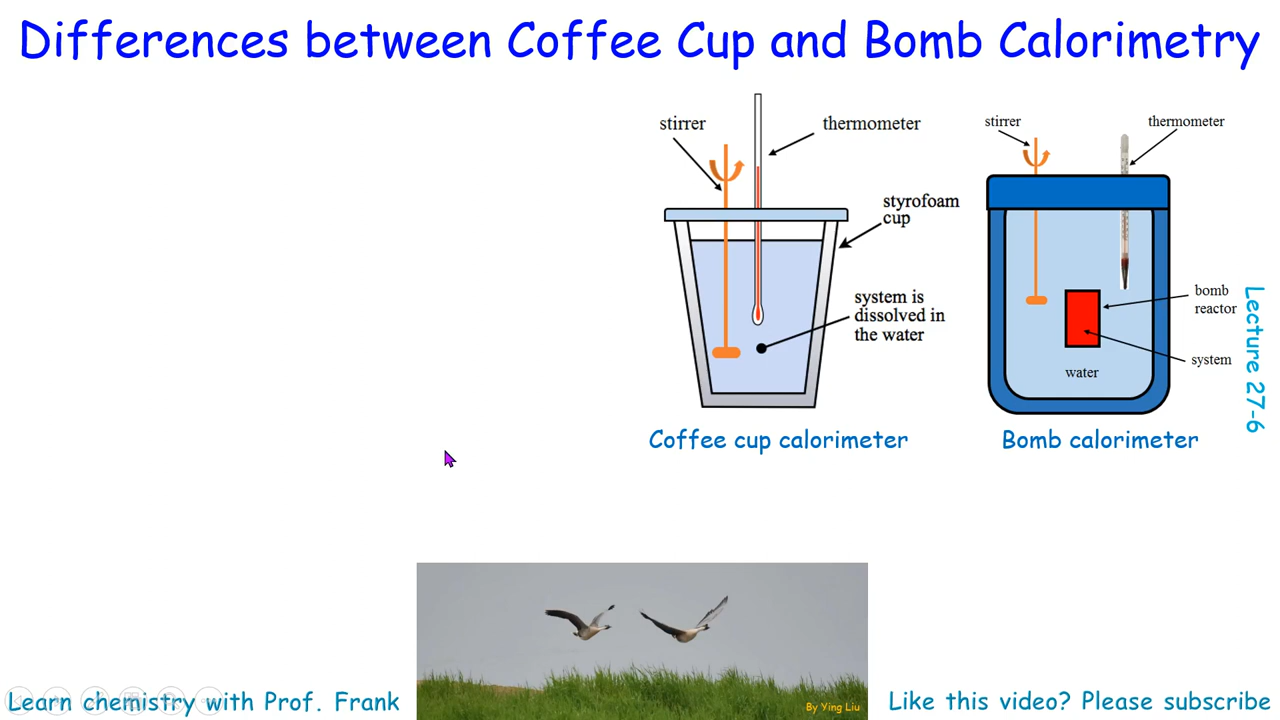 Differences between Coffee Cup and Bomb Calorimetry
stirrer
thermometer
styrofoam
cup
system is
dissolved in
the water
Coffee cup calorimeter
stirrer
thermometer
bomb
reactor
system
water
Bomb calorimeter
Lecture 27-6
Learn chemistry with Prof. Frank
By Ying Liu
Like this video? Please subscribe